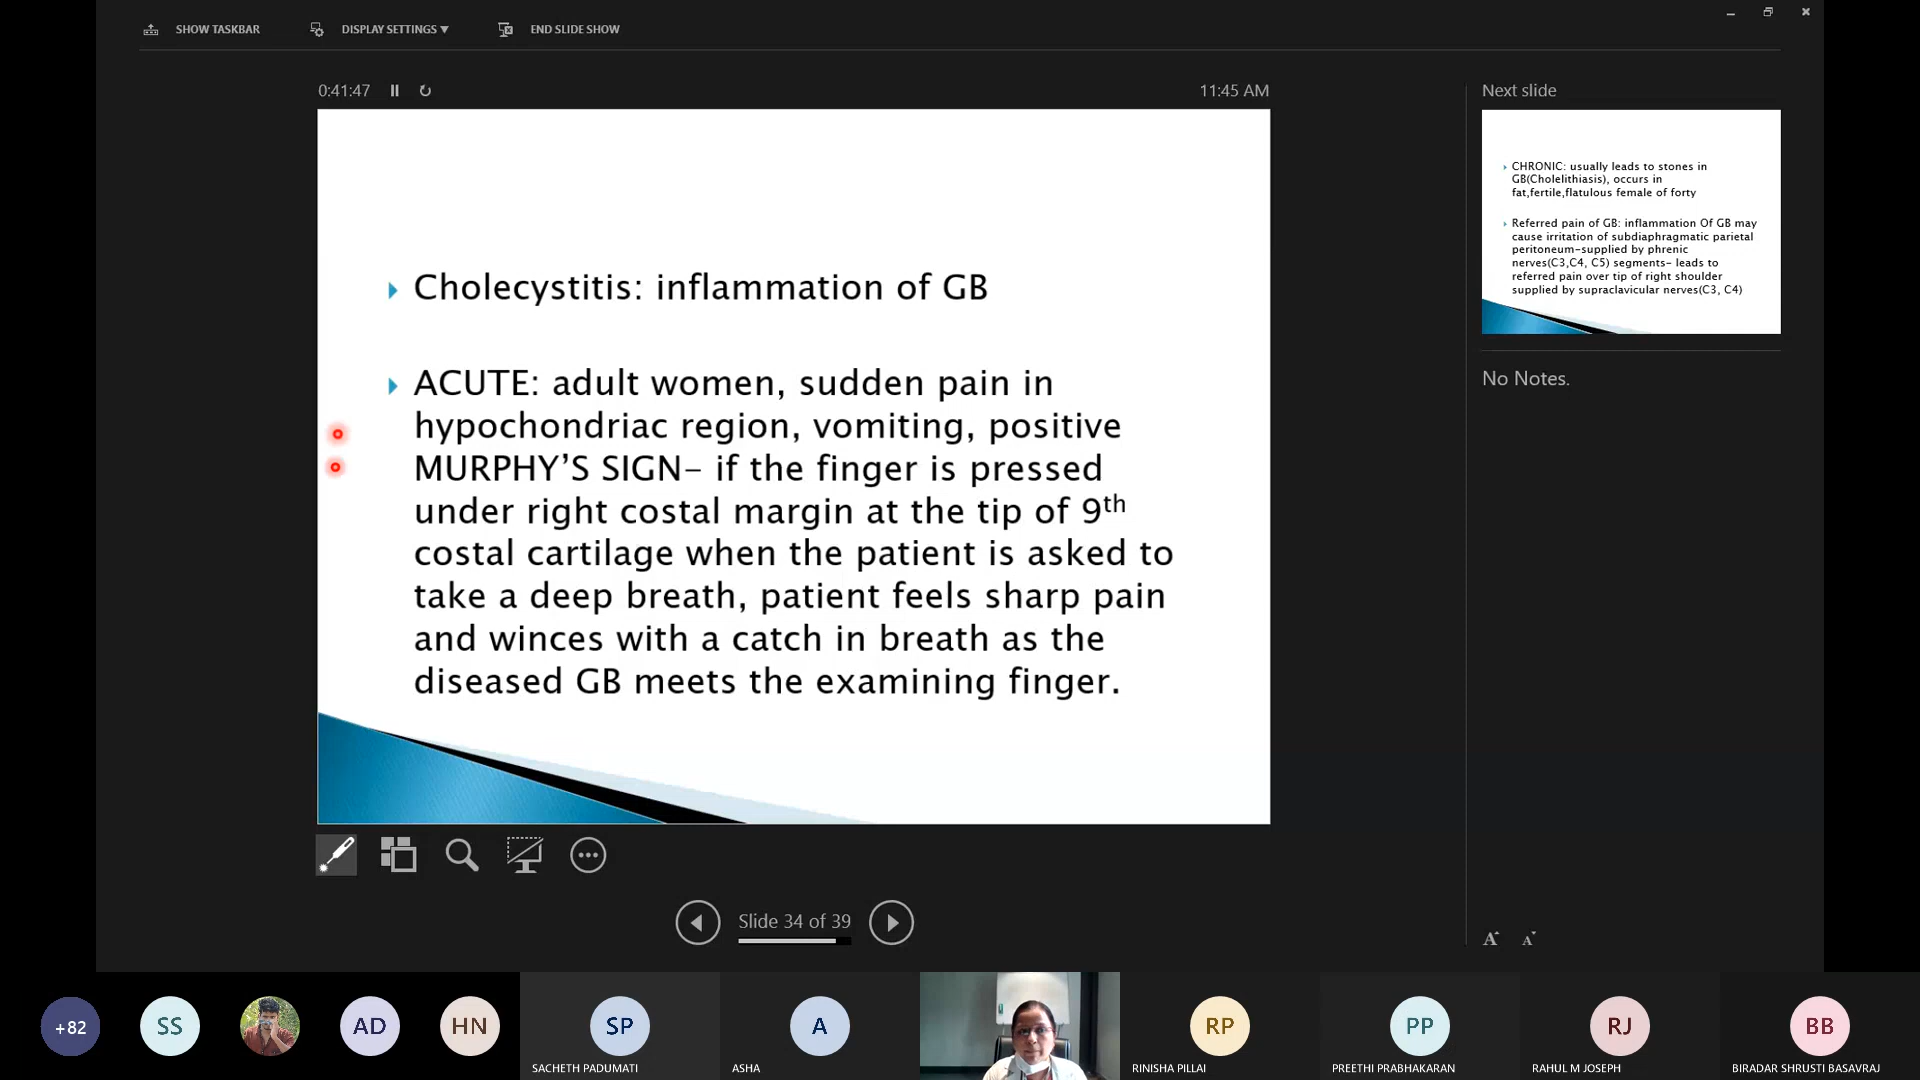 SHOW TASKBAR
DISPLAY SETTINGS ▼
END SLIDE SHOW
0:41:47
11:45 AM
Cholecystitis: inflammation of GB
ACUTE: adult women, sudden pain in
hypochondriac region, vomiting, positive
MURPHY’S SIGN– if the finger is pressed
under right costal margin at the tip of 9th
costal cartilage when the patient is asked to
take a deep breath, patient feels sharp pain
and winces with a catch in breath as the
diseased GB meets the examining finger.
Slide 34 of 39
Next slide
CHRONIC: usually leads to stones in
GB(Cholelithiasis), occurs in
fat,fertile,flatulous female of forty
Referred pain of GB: inflammation Of GB may
cause irritation of subdiaphragmatic parietal
peritoneum-supplied by phrenic
nerves(C3,C4, C5) segments- leads to
referred pain over tip of right shoulder
supplied by supraclavicular nerves(C3, C4)
No Notes.
A A
+82
SS
AD
HN
SP
SACHETH PADUMATI
A
ASHA
RP
RINISHA PILLAI
PP
PREETHI PRABHAKARAN
RJ
RAHUL M JOSEPH
BB
BIRADAR SHRUSTI BASAVRAJ